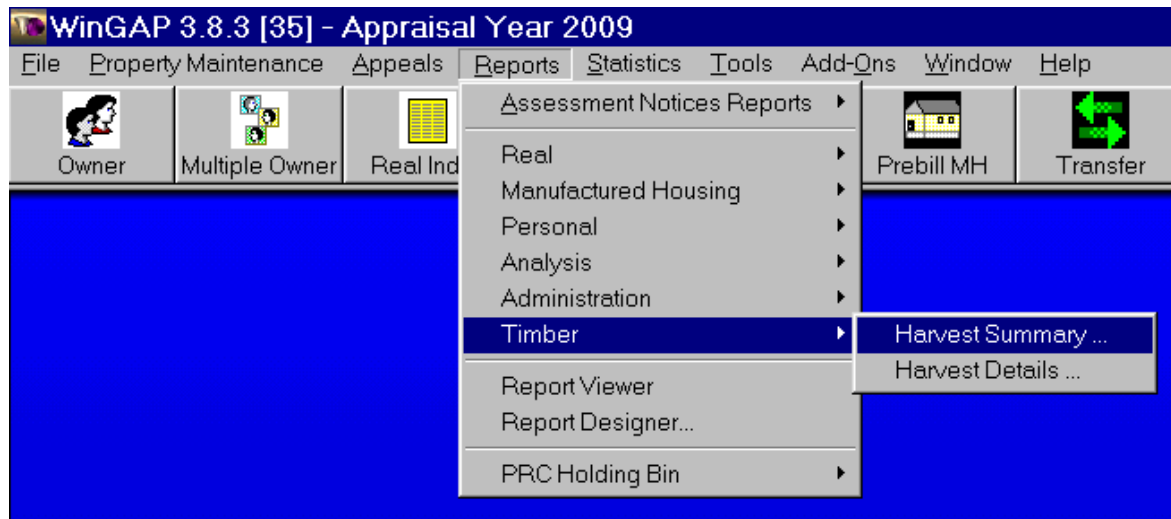 WinGAP 3.8.3 [35] - Appraisal Year 2009
File Property Maintenance Appeals Reports Statistics Tools Add-Ons Window Help
Owner Multiple Owner Real Ind Prebill MH Transfer
Assessment Notices Reports
Real
Manufactured Housing
Personal
Analysis
Administration
Timber
Harvest Summary ...
Harvest Details ...
Report Viewer
Report Designer...
PRC Holding Bin